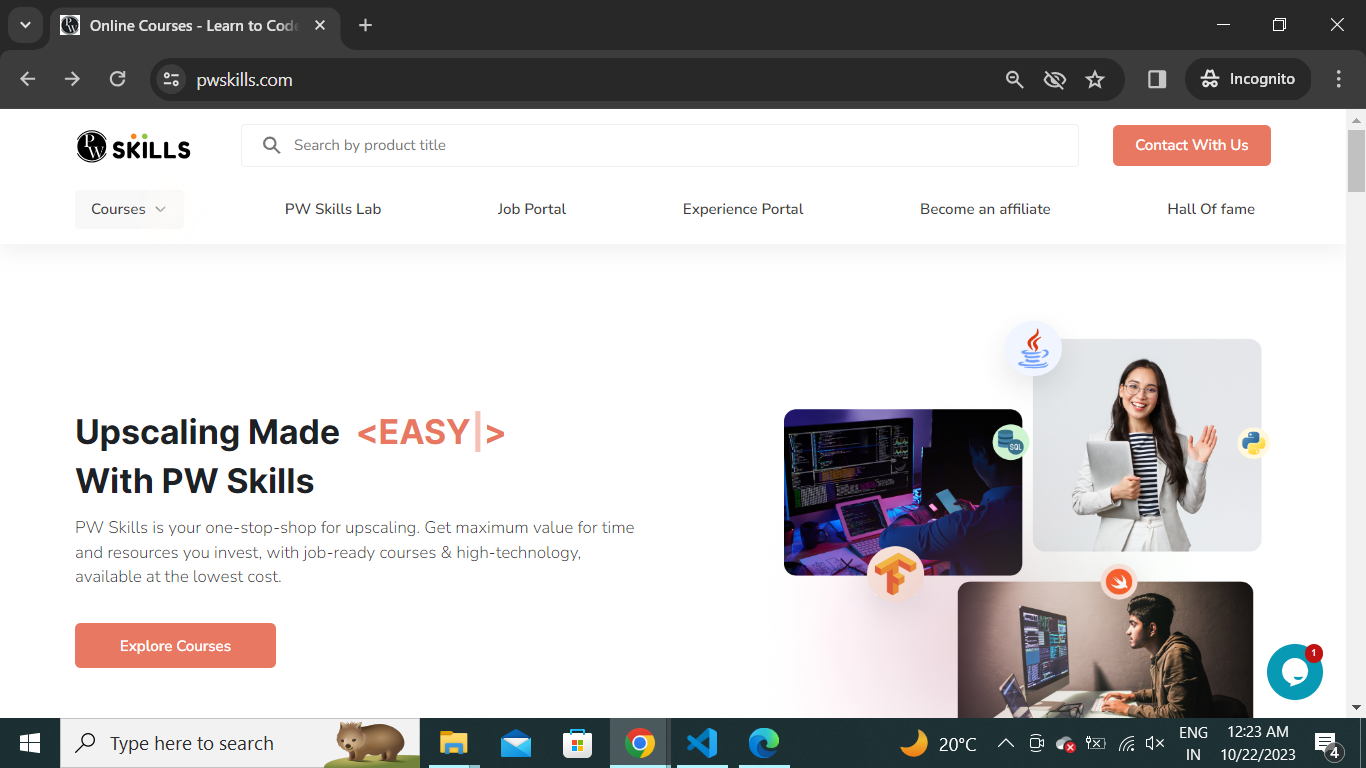 Online Courses - Learn to Code
pwskills.com
Incognito
PW SKILLS
Search by product title
Contact With Us
Courses
PW Skills Lab
Job Portal
Experience Portal
Become an affiliate
Hall Of fame
Upscaling Made <EASY|>
With PW Skills
PW Skills is your one-stop-shop for upscaling. Get maximum value for time
and resources you invest, with job-ready courses & high-technology,
available at the lowest cost.
Explore Courses
SQL
1
Type here to search
20°C
ENG
IN
12:23 AM
10/22/2023
4